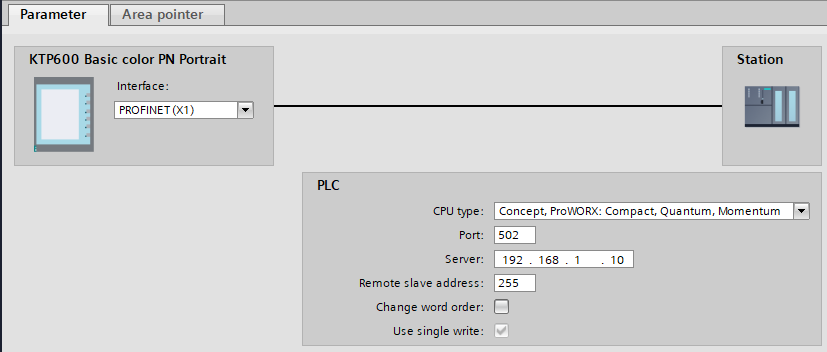 Parameter
Area pointer
KTP600 Basic color PN Portrait
Interface:
PROFINET (X1)
Station
PLC
CPU type: Concept, ProWORX: Compact, Quantum, Momentum
Port: 502
Server: 192 . 168 . 1 . 10
Remote slave address: 255
Change word order:
Use single write: